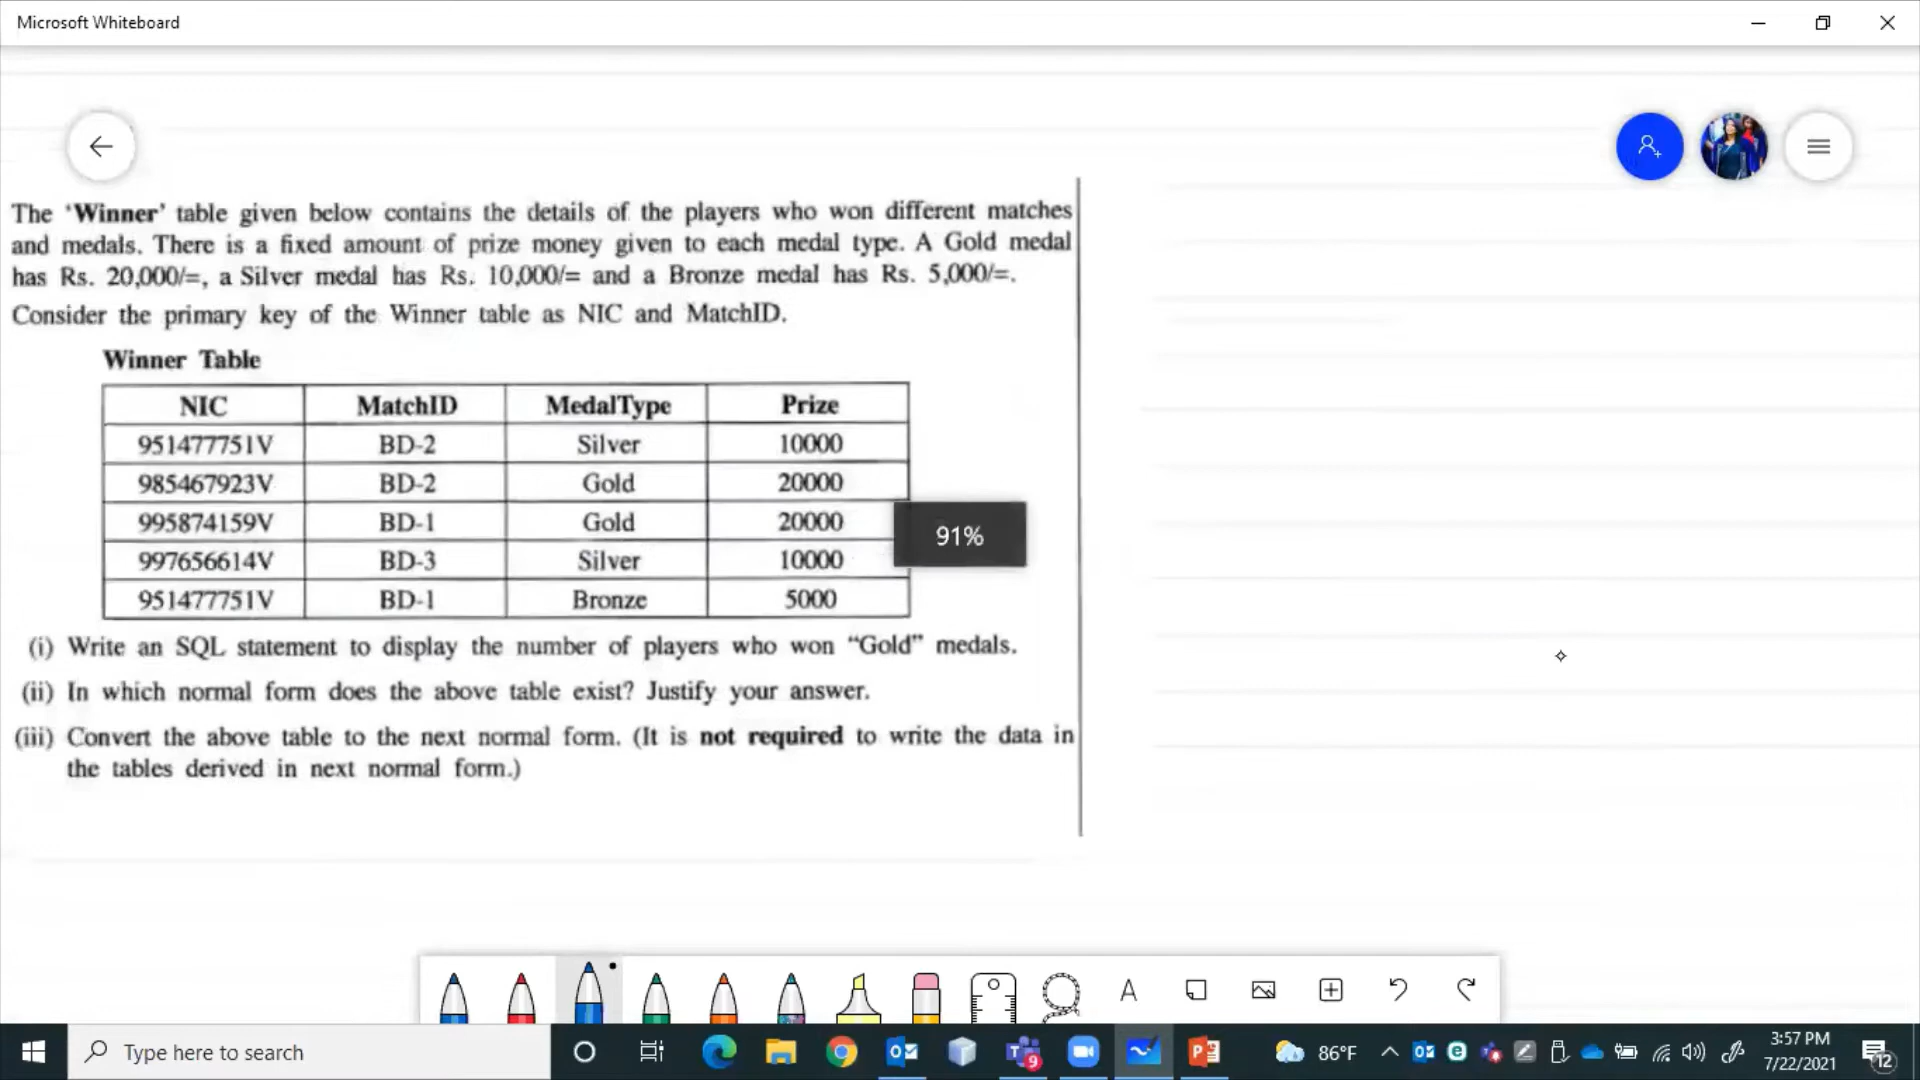 Microsoft Whiteboard
The 'Winner' table given below contains the details of the players who won different matches
and medals. There is a fixed amount of prize money given to each medal type. A Gold medal
has Rs. 20,000/=, a Silver medal has Rs. 10,000/= and a Bronze medal has Rs. 5,000/=.
Consider the primary key of the Winner table as NIC and MatchID.
Winner Table
NIC MatchID MedalType Prize
951477751V BD-2 Silver 10000
985467923V BD-2 Gold 20000
995874159V BD-1 Gold 20000
91%
997656614V BD-3 Silver 10000
951477751V BD-1 Bronze 5000
(i) Write an SQL statement to display the number of players who won "Gold" medals.
(ii) In which normal form does the above table exist? Justify your answer.
(iii) Convert the above table to the next normal form. (It is not required to write the data in
the tables derived in next normal form.)
A
Type here to search
9
86°F
3:57 PM
7/22/2021
12